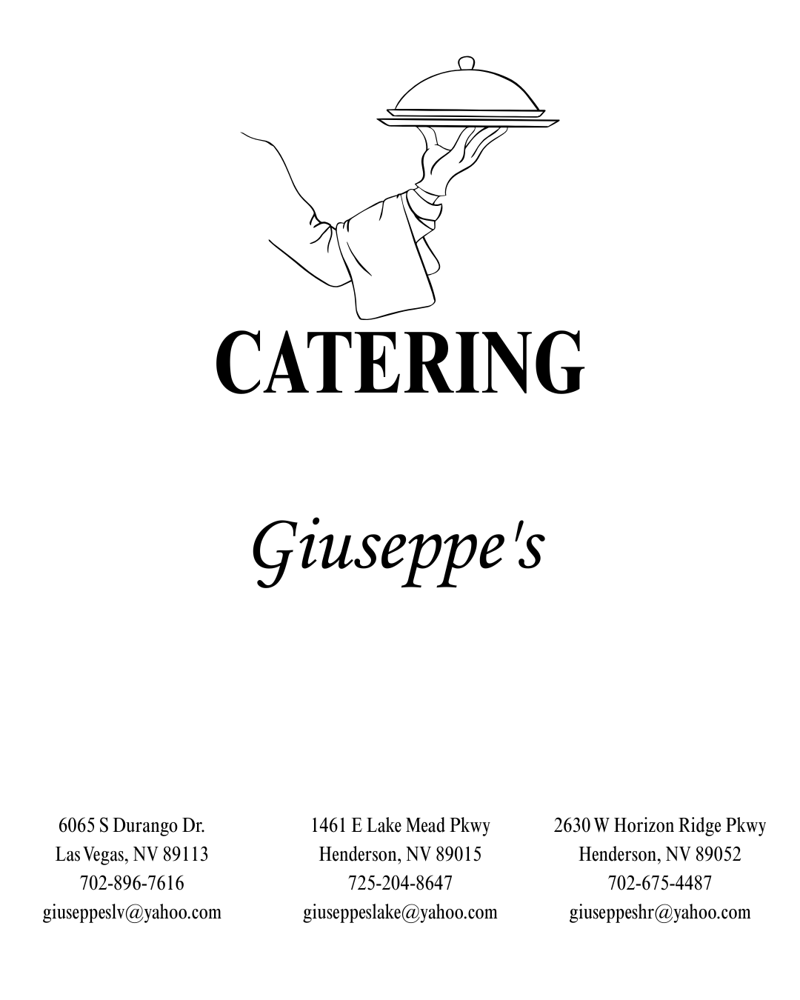 CATERING
Giuseppe's
6065 S Durango Dr.
Las Vegas, NV 89113
702-896-7616
giuseppeslv@yahoo.com
1461 E Lake Mead Pkwy
Henderson, NV 89015
725-204-8647
giuseppeslake@yahoo.com
2630 W Horizon Ridge Pkwy
Henderson, NV 89052
702-675-4487
giuseppeshr@yahoo.com